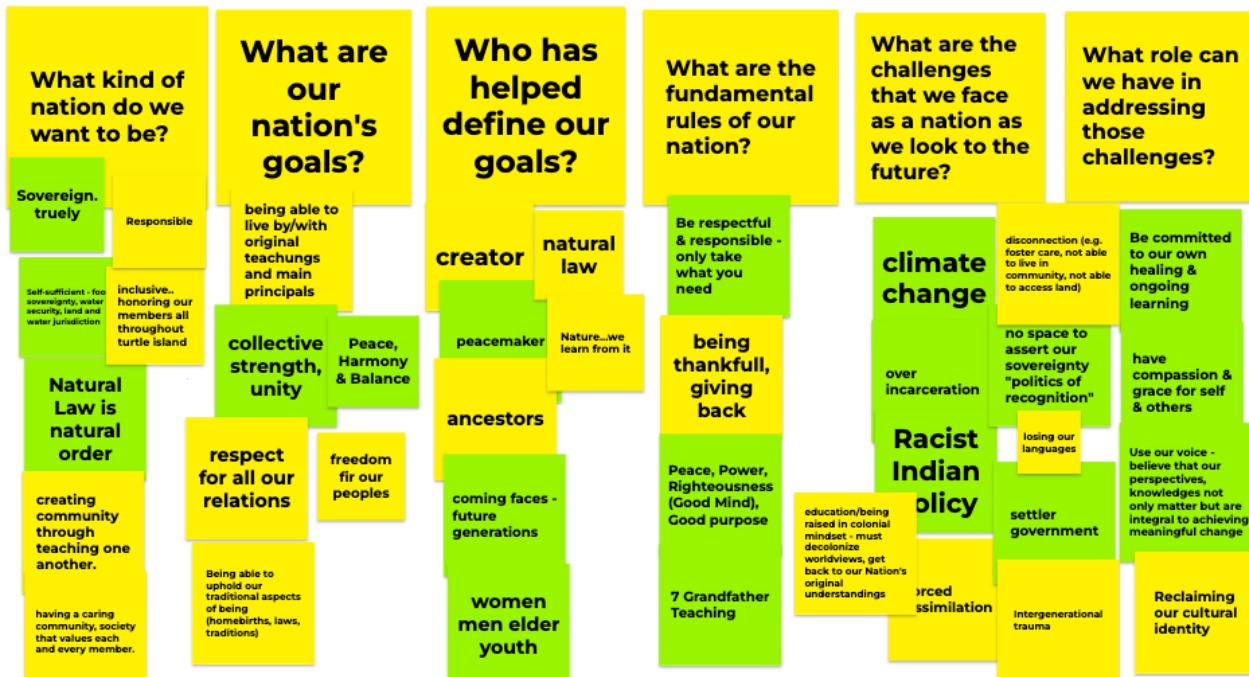 What kind of
nation do we
want to be?
Sovereign.
truely
Responsible
Self-sufficient - foo
sovereignty, water
security, land and
water jurisdiction
inclusive..
honoring our
members all
throughout
turtle island
Natural
Law is
natural
order
creating
community
through
teaching one
another.
having a caring
community, society
that values each
and every member.
What are
our
nation's
goals?
being able to
live by/with
original
teachungs
and main
principals
collective
strength,
unity
Peace,
Harmony
& Balance
respect
for all our
relations
freedom
fir our
peoples
Being able to
uphold our
traditional aspects
of being
(homebirths, laws,
traditions)
Who has
helped
define our
goals?
creator
natural
law
peacemaker
Nature...we
learn from it
ancestors
coming faces -
future
generations
women
men elder
youth
What are the
fundamental
rules of our
nation?
Be respectful
& responsible -
only take
what you
need
being
thankfull,
giving
back
Peace, Power,
Righteousness
(Good Mind),
Good purpose
7 Grandfather
Teaching
What are the
challenges
that we face
as a nation as
we look to the
future?
climate
change
disconnection (e.g.
foster care, not able
to live in
community, not able
to access land)
over
incarceration
no space to
assert our
sovereignty
"politics of
recognition"
Racist
Indian
olicy
losing our
languages
settler
government
education/being
raised in colonial
mindset - must
decolonize
worldviews, get
back to our Nation's
original
understandings
orced
ssimilation
Intergenerational
trauma
What role can
we have in
addressing
those
challenges?
Be committed
to our own
healing &
ongoing
learning
have
compassion &
grace for self
& others
Use our voice -
believe that our
perspectives,
knowledges not
only matter but are
integral to achieving
meaningful change
Reclaiming
our cultural
identity